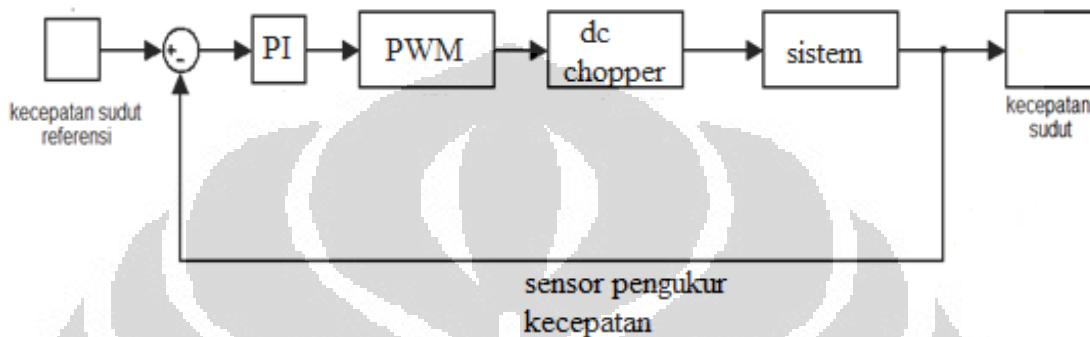 PI
PWM
dc
chopper
sistem
kecepatan sudut
referensi
kecepatan
sudut
sensor pengukur
kecepatan